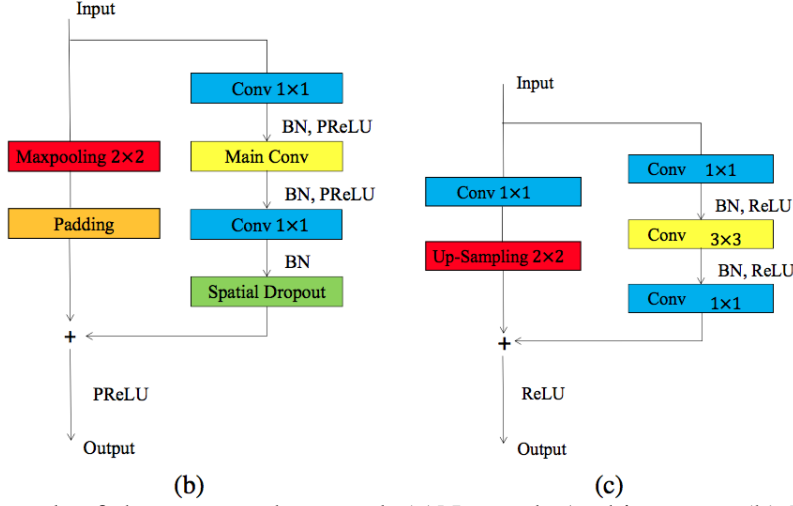 Input
Conv 1×1
BN, PReLU
Maxpooling 2×2
Main Conv
BN, PReLU
Padding
Conv 1×1
BN
Spatial Dropout
+
PReLU
Output
(b)
Input
Conv 1×1
BN, ReLU
Conv 1×1
Conv 3×3
Up-Sampling 2×2
BN, ReLU
Conv 1×1
+
ReLU
Output
(c)